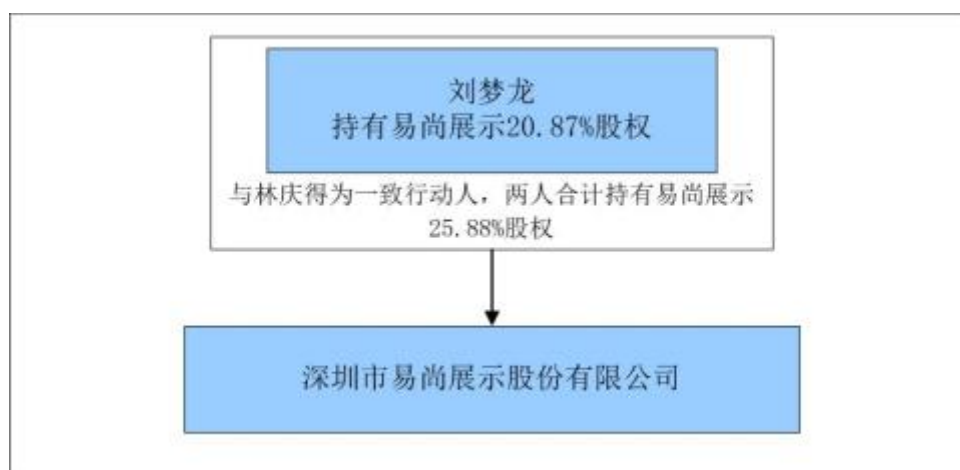 刘梦龙
持有易尚展示20.87%股权
与林庆得为一致行动人，两人合计持有易尚展示
25.88%股权
深圳市易尚展示股份有限公司